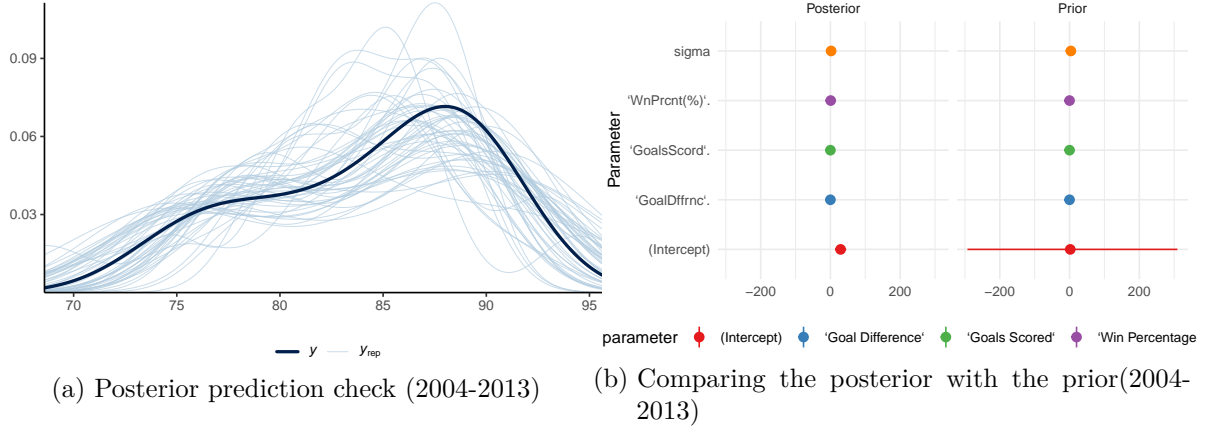 0.09
0.06
0.03
70 75 80 85 90 95
y yrep
(a) Posterior prediction check (2004-2013)
Posterior Prior
Parameter
sigma
‘WnPrcnt(%)‘.
‘GoalsScord‘.
‘GoalDffrnc‘.
(Intercept)
−200 0 200 −200 0 200
parameter (Intercept) ‘Goal Difference‘ ‘Goals Scored‘ ‘Win Percentage
(b) Comparing the posterior with the prior(2004-
2013)